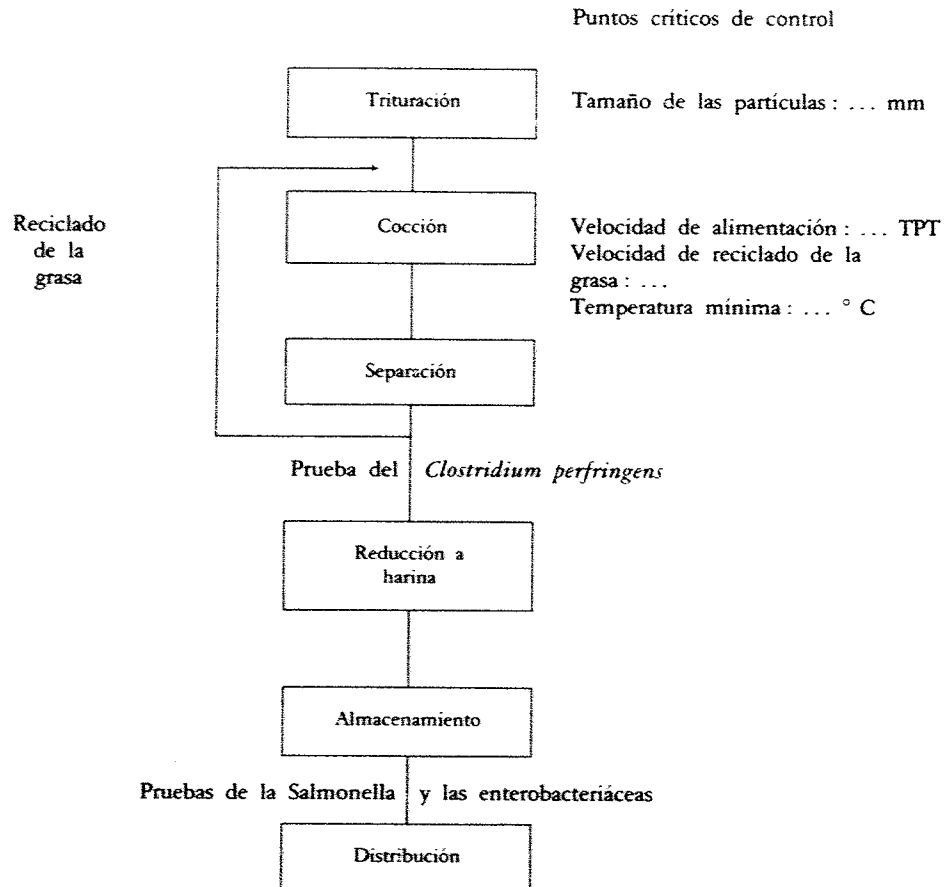 Puntos críticos de control
Trituración
Tamaño de las partículas : ... mm
Reciclado
de la
grasa
Cocción
Velocidad de alimentación : ... TPT
Velocidad de reciclado de la
grasa : ...
Temperatura mínima : ... ° C
Separación
Prueba del Clostridium perfringens
Reducción a
harina
Almacenamiento
Pruebas de la Salmonella y las enterobacteriáceas
Distribución